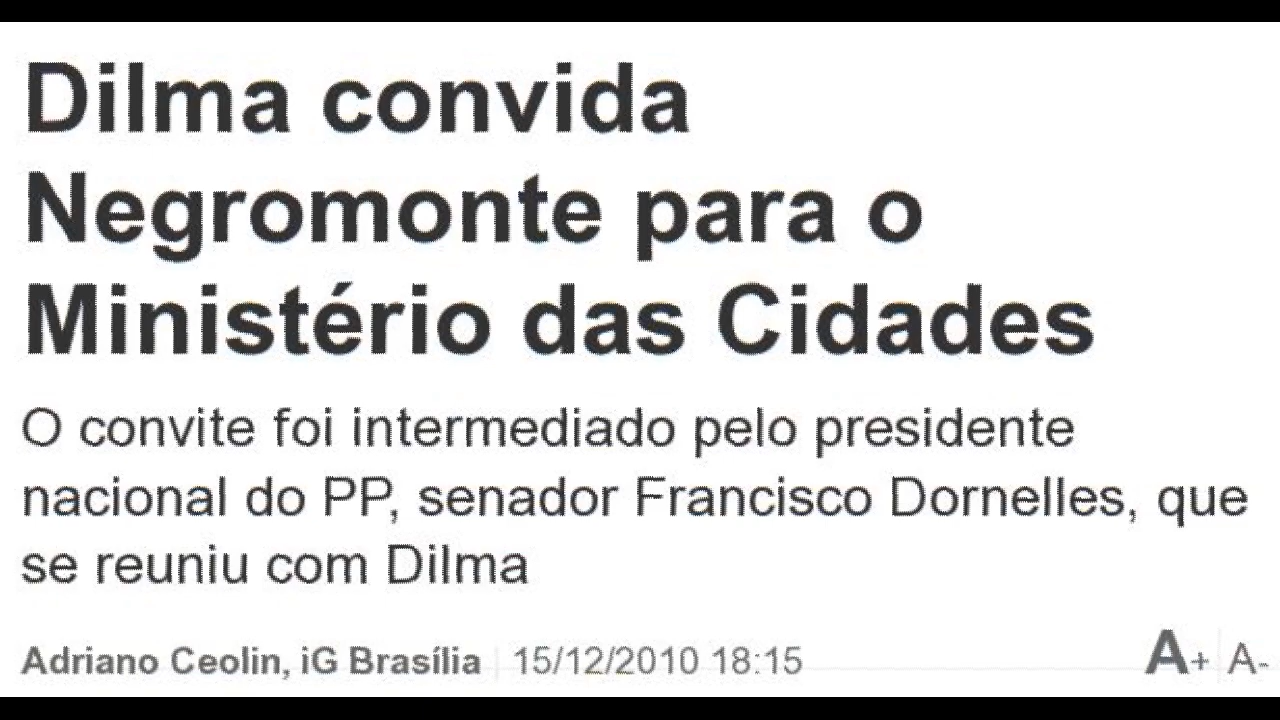 Dilma convida
Negromonte para o
Ministério das Cidades
O convite foi intermediado pelo presidente
nacional do PP, senador Francisco Dornelles, que
se reuniu com Dilma
Adriano Ceolin, iG Brasília | 15/12/2010 18:15 A+ | A-